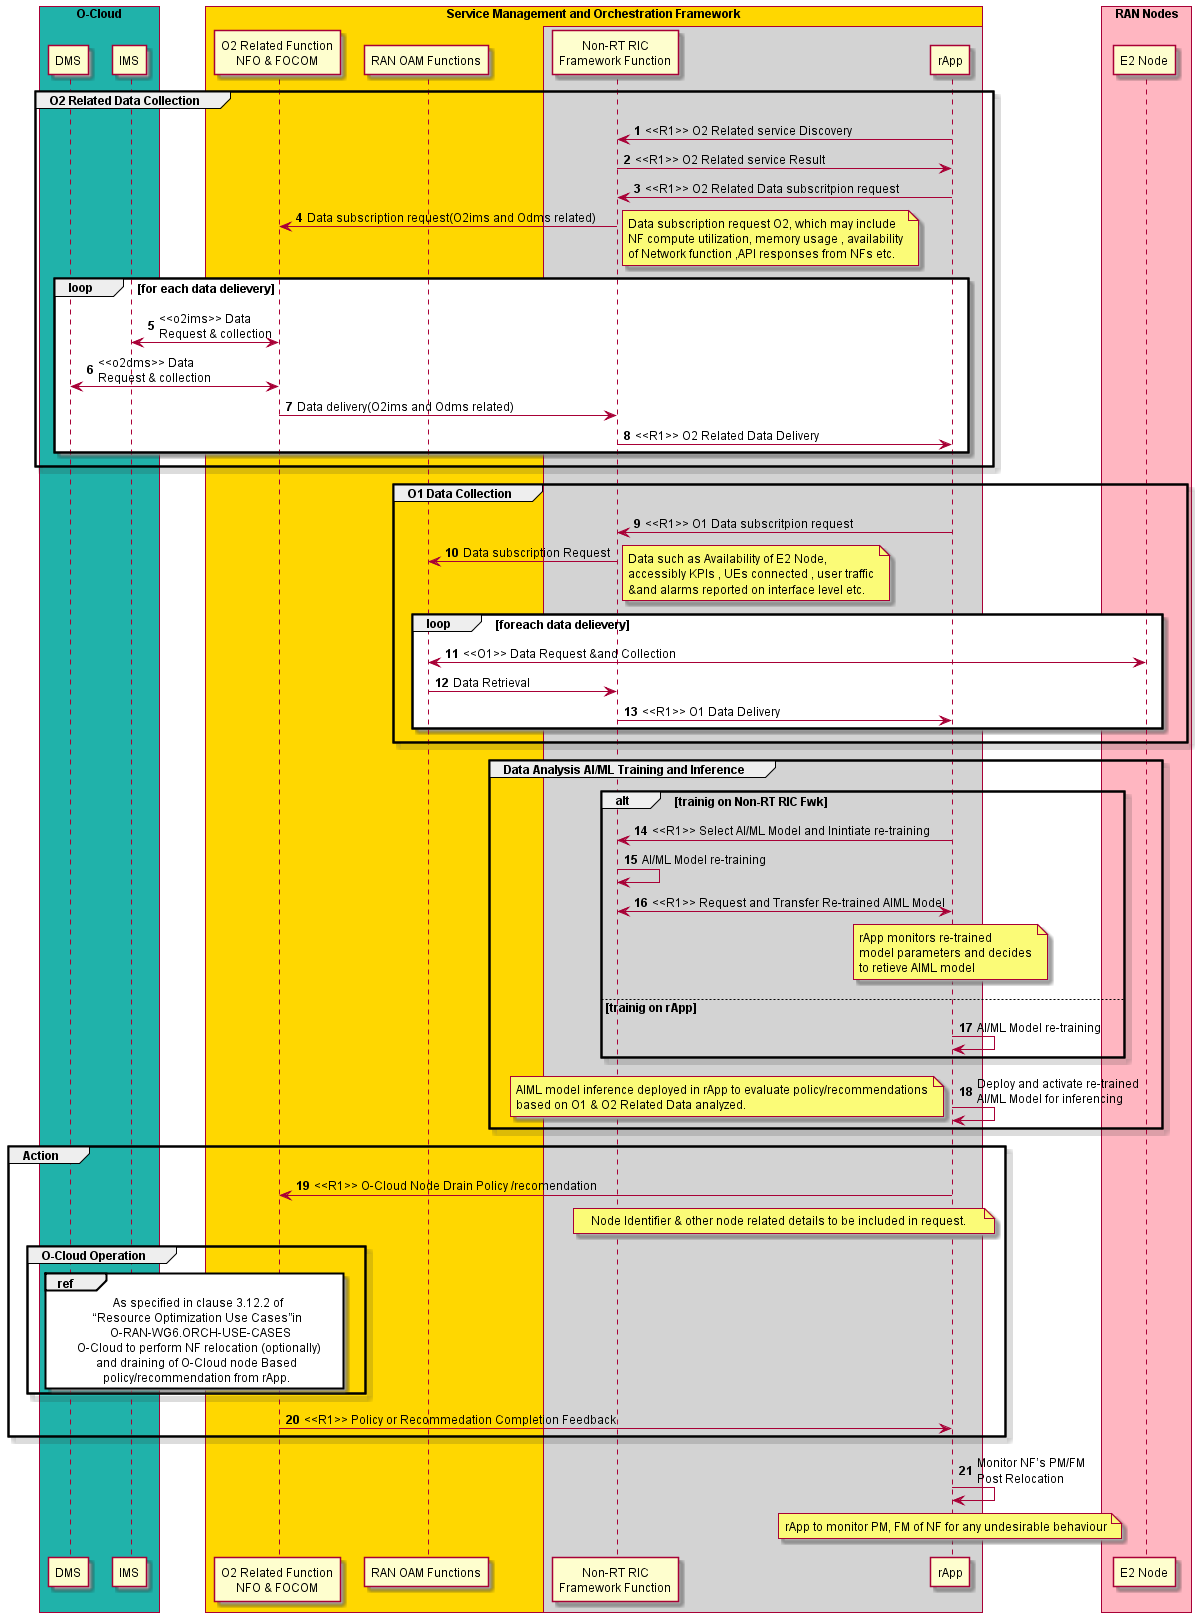 O-Cloud
Service Management and Orchestration Framework
RAN Nodes
DMS
IMS
O2 Related Function
NFO & FOCOM
RAN OAM Functions
Non-RT RIC
Framework Function
rApp
E2 Node
O2 Related Data Collection
1 <<R1>> O2 Related service Discovery
2 <<R1>> O2 Related service Result
3 <<R1>> O2 Related Data subscritpion request
4 Data subscription request(O2ims and Odms related)
Data subscription request O2, which may include
NF compute utilization, memory usage , availability
of Network function ,API responses from NFs etc.
loop
[for each data delievery]
5 <<o2ims>> Data
Request & collection
6 <<o2dms>> Data
Request & collection
7 Data delivery(O2ims and Odms related)
8 <<R1>> O2 Related Data Delivery
O1 Data Collection
9 <<R1>> O1 Data subscritpion request
10 Data subscription Request
Data such as Availability of E2 Node,
accessibly KPIs , UEs connected , user traffic
&and alarms reported on interface level etc.
loop
[foreach data delievery]
11 <<O1>> Data Request &and Collection
12 Data Retrieval
13 <<R1>> O1 Data Delivery
Data Analysis AI/ML Training and Inference
alt
[trainig on Non-RT RIC Fwk]
14 <<R1>> Select AI/ML Model and Inintiate re-training
15 AI/ML Model re-training
16 <<R1>> Request and Transfer Re-trained AIML Model
rApp monitors re-trained
model parameters and decides
to retieve AIML model
[trainig on rApp]
17 AI/ML Model re-training
AIML model inference deployed in rApp to evaluate policy/recommendations
based on O1 & O2 Related Data analyzed.
18 Deploy and activate re-trained
AI/ML Model for inferencing
Action
19 <<R1>> O-Cloud Node Drain Policy /recomendation
Node Identifier & other node related details to be included in request.
O-Cloud Operation
ref
As specified in clause 3.12.2 of
“Resource Optimization Use Cases”in
O-RAN-WG6.ORCH-USE-CASES
O-Cloud to perform NF relocation (optionally)
and draining of O-Cloud node Based
policy/recommendation from rApp.
20 <<R1>> Policy or Recommedation Completion Feedback
21 Monitor NF's PM/FM
Post Relocation
rApp to monitor PM, FM of NF for any undesirable behaviour
DMS
IMS
O2 Related Function
NFO & FOCOM
RAN OAM Functions
Non-RT RIC
Framework Function
rApp
E2 Node